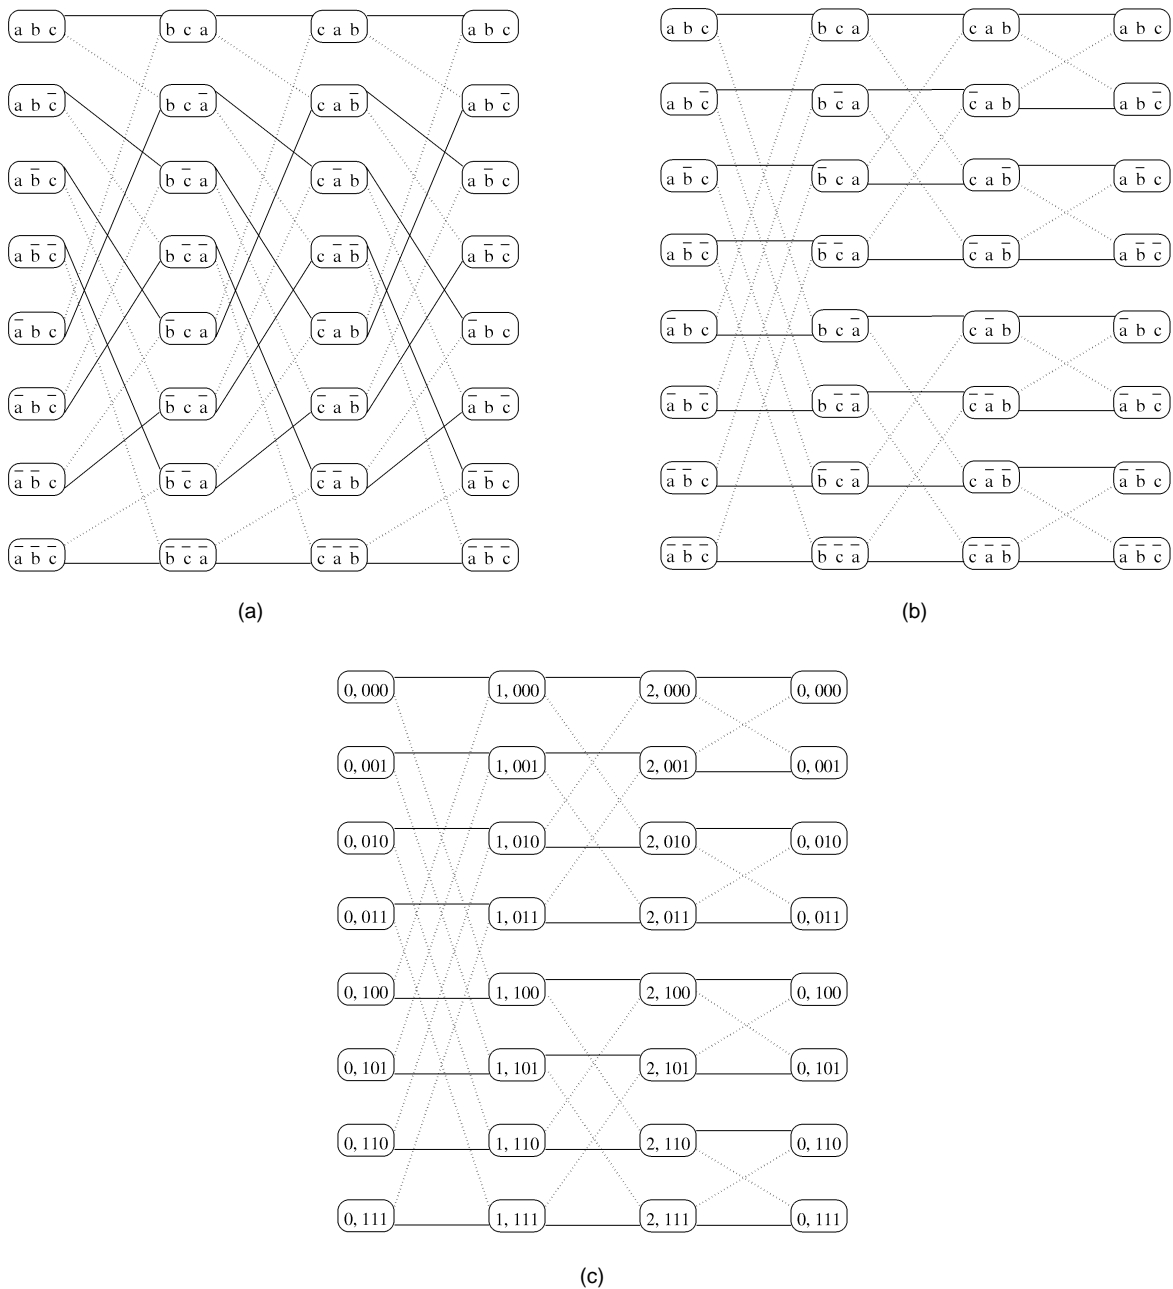 a b c b c a c a b a b c
a b c̄ b c ā c a b̄ a b c̄
a b̄ c b c̄ a c ā b a b̄ c
a b̄ c̄ b c̄ ā c ā b̄ a b̄ c̄
ā b c b̄ c a c̄ a b ā b c
ā b c̄ b̄ c ā c̄ a b̄ ā b c̄
ā b̄ c b̄ c̄ a c̄ ā b ā b̄ c
ā b̄ c̄ b̄ c̄ ā c̄ ā b̄ ā b̄ c̄
(a)
a b c b c a c a b a b c
a b c̄ b c̄ a c̄ a b a b c̄
a b̄ c b̄ c a c a b̄ a b̄ c
a b̄ c̄ b̄ c̄ a c̄ a b̄ a b̄ c̄
ā b c b c ā c ā b ā b c
ā b c̄ b c̄ ā c̄ ā b ā b c̄
ā b̄ c b̄ c ā c ā b̄ ā b̄ c
ā b̄ c̄ b̄ c̄ ā c̄ ā b̄ ā b̄ c̄
(b)
0, 000 1, 000 2, 000 0, 000
0, 001 1, 001 2, 001 0, 001
0, 010 1, 010 2, 010 0, 010
0, 011 1, 011 2, 011 0, 011
0, 100 1, 100 2, 100 0, 100
0, 101 1, 101 2, 101 0, 101
0, 110 1, 110 2, 110 0, 110
0, 111 1, 111 2, 111 0, 111
(c)